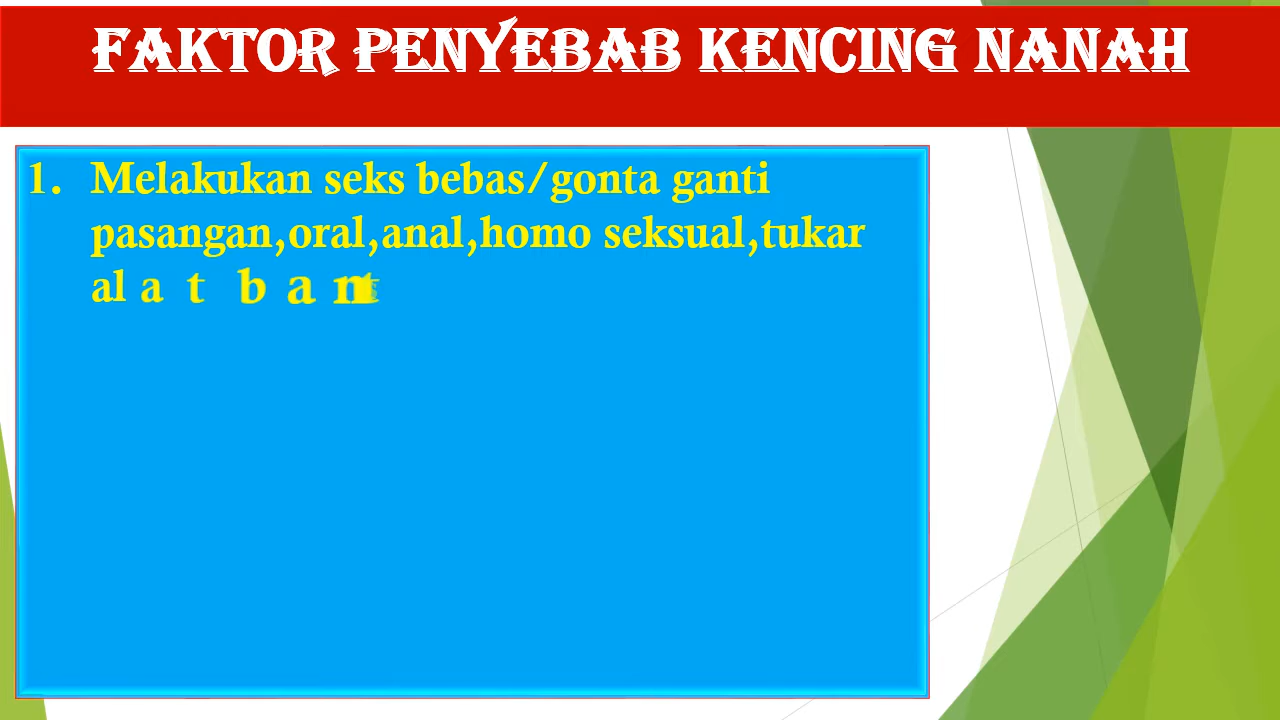 FAKTOR PENYEBAB KENCING NANAH
1. Melakukan seks bebas/gonta ganti
pasangan,oral,anal,homo seksual,tukar
alat